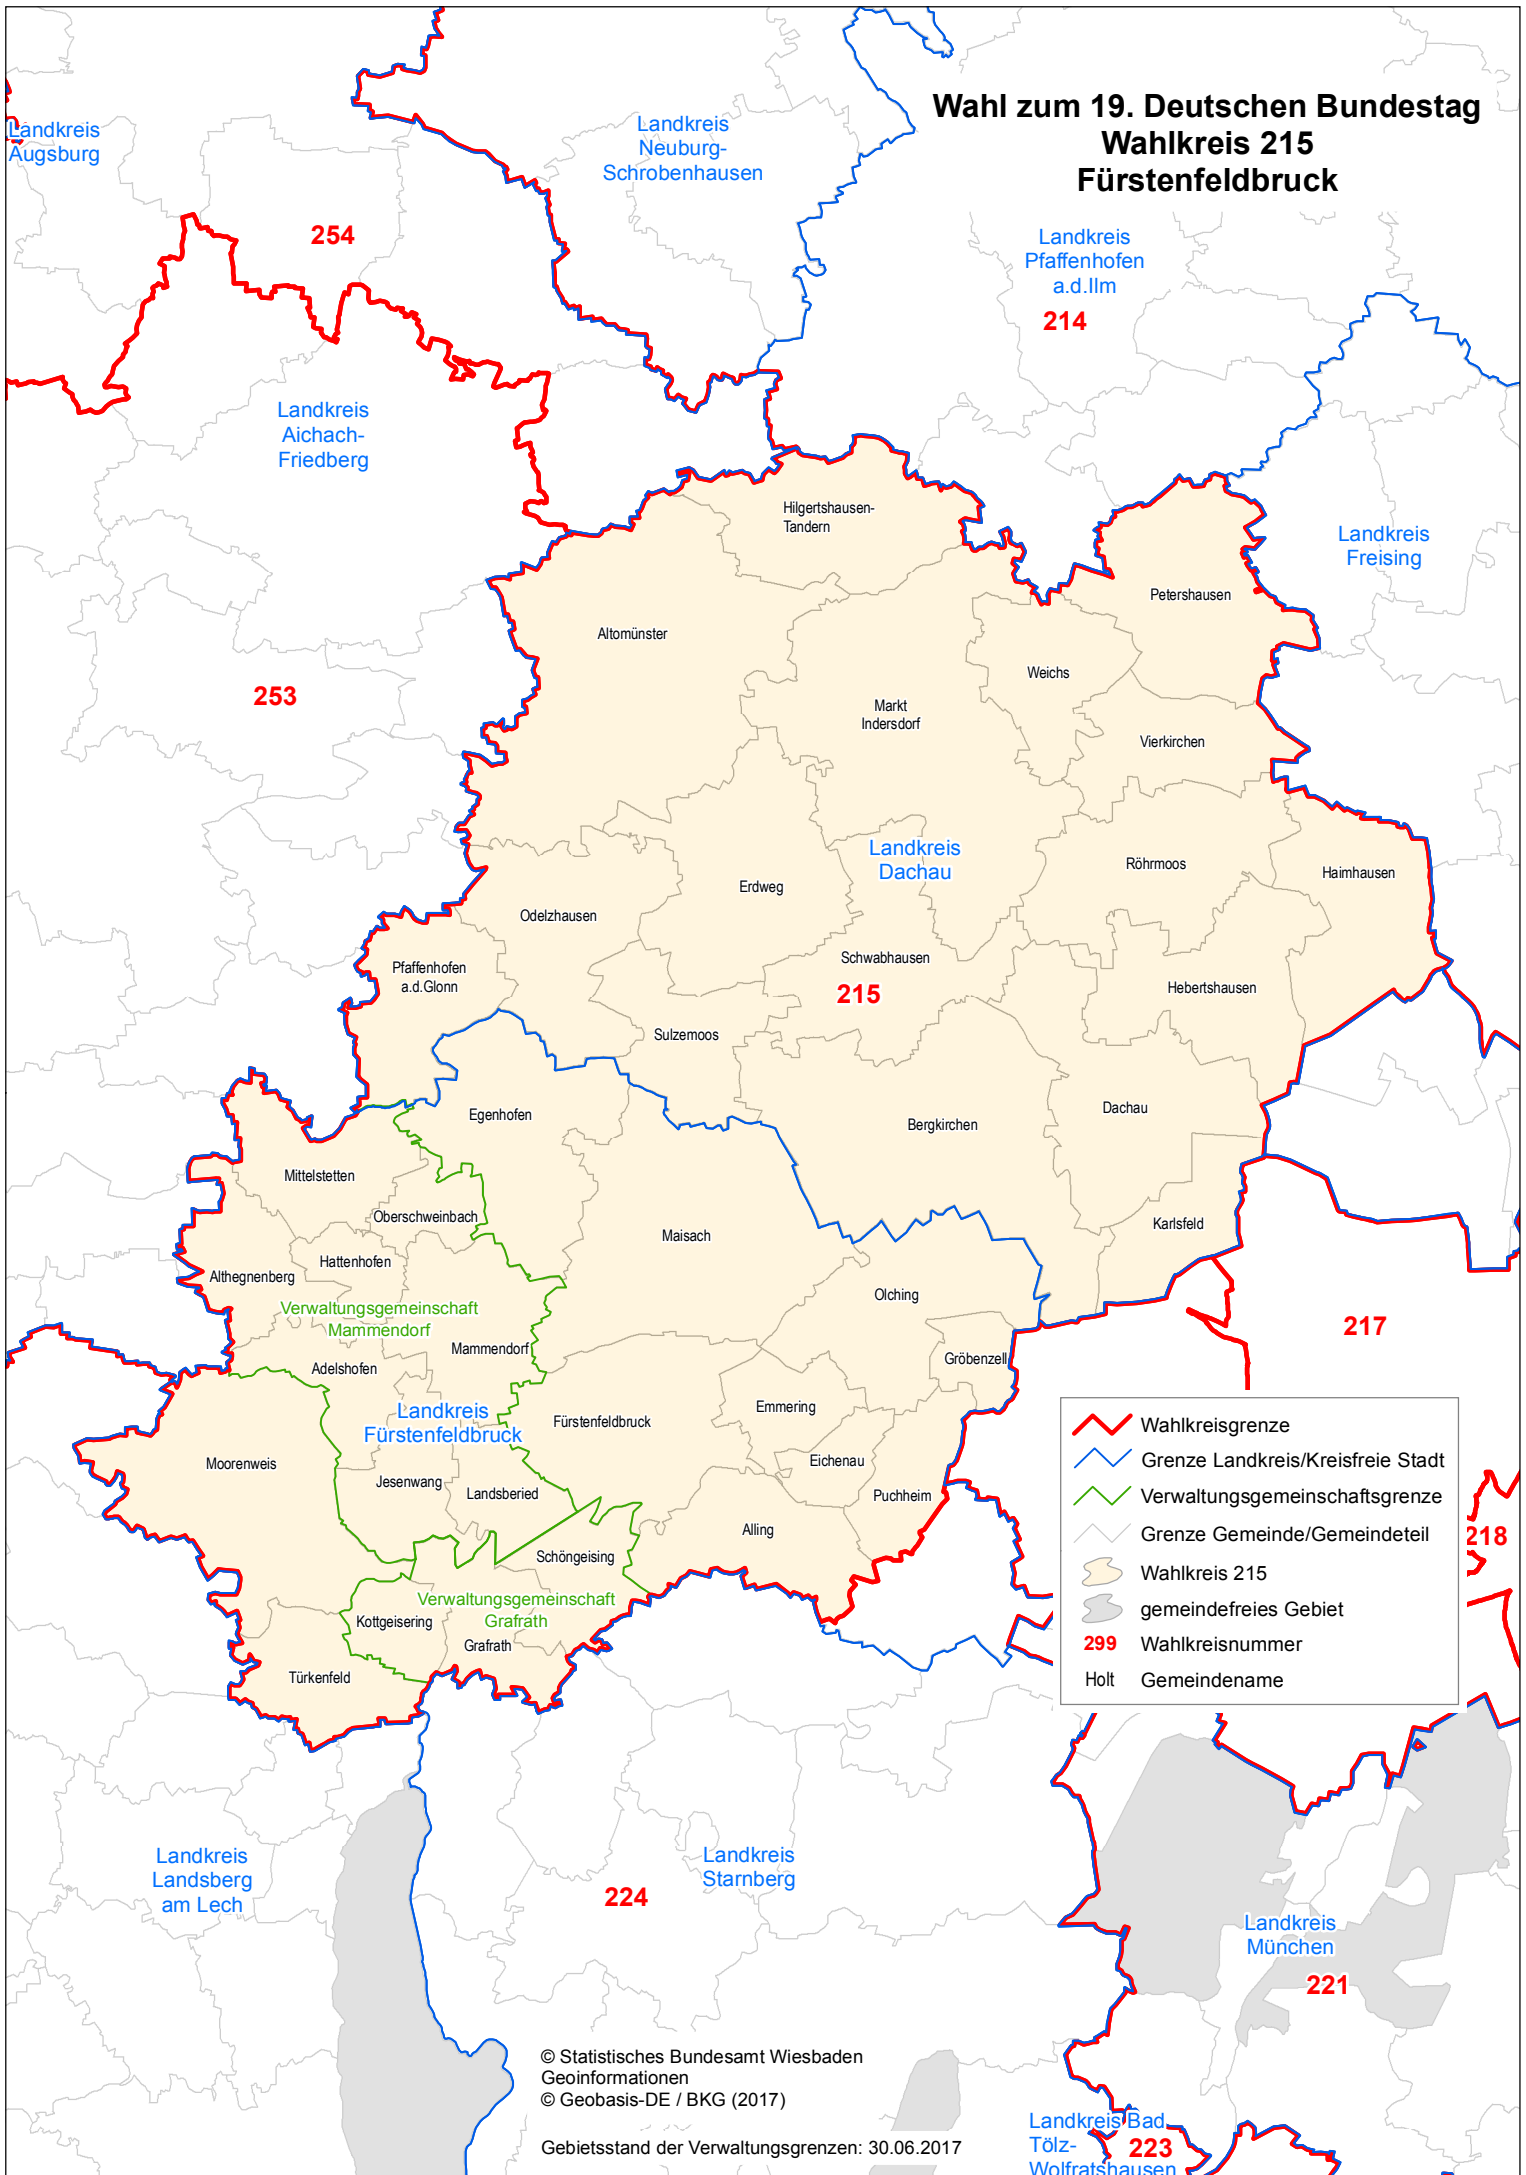 Wahl zum 19. Deutschen Bundestag
Wahlkreis 215
Fürstenfeldbruck
Landkreis
Augsburg
Landkreis
Neuburg-
Schrobenhausen
254
Landkreis
Pfaffenhofen
a.d.Ilm
214
Landkreis
Aichach-
Friedberg
Landkreis
Freising
Hilgertshausen-
Tandern
Petershausen
Altomünster
Weichs
253
Markt
Indersdorf
Vierkirchen
Landkreis
Dachau
Röhrmoos
Haimhausen
Erdweg
Odelzhausen
Schwabhausen
Pfaffenhofen
a.d.Glonn
215
Hebertshausen
Sulzemoos
Egenhofen
Dachau
Bergkirchen
Mittelstetten
Oberschweinbach
Maisach
Karlsfeld
Hattenhofen
Althegnenberg
Olching
Verwaltungsgemeinschaft
Mammendorf
217
Mammendorf
Gröbenzell
Adelshofen
Landkreis
Fürstenfeldbruck
Fürstenfeldbruck
Emmering
Eichenau
Moorenweis
Jesenwang
Landsberied
Puchheim
Alling
Schöngeising
Verwaltungsgemeinschaft
Grafrath
Kottgeisering
Grafrath
Türkenfeld
Wahlkreisgrenze
Grenze Landkreis/Kreisfreie Stadt
Verwaltungsgemeinschaftsgrenze
Grenze Gemeinde/Gemeindeteil
218
Wahlkreis 215
gemeindefreies Gebiet
299 Wahlkreisnummer
Holt Gemeindename
Landkreis
Landsberg
am Lech
Landkreis
Starnberg
224
Landkreis
München
221
© Statistisches Bundesamt Wiesbaden
Geoinformationen
© Geobasis-DE / BKG (2017)
Gebietsstand der Verwaltungsgrenzen: 30.06.2017
Landkreis Bad
Tölz-
Wolfratshausen
223